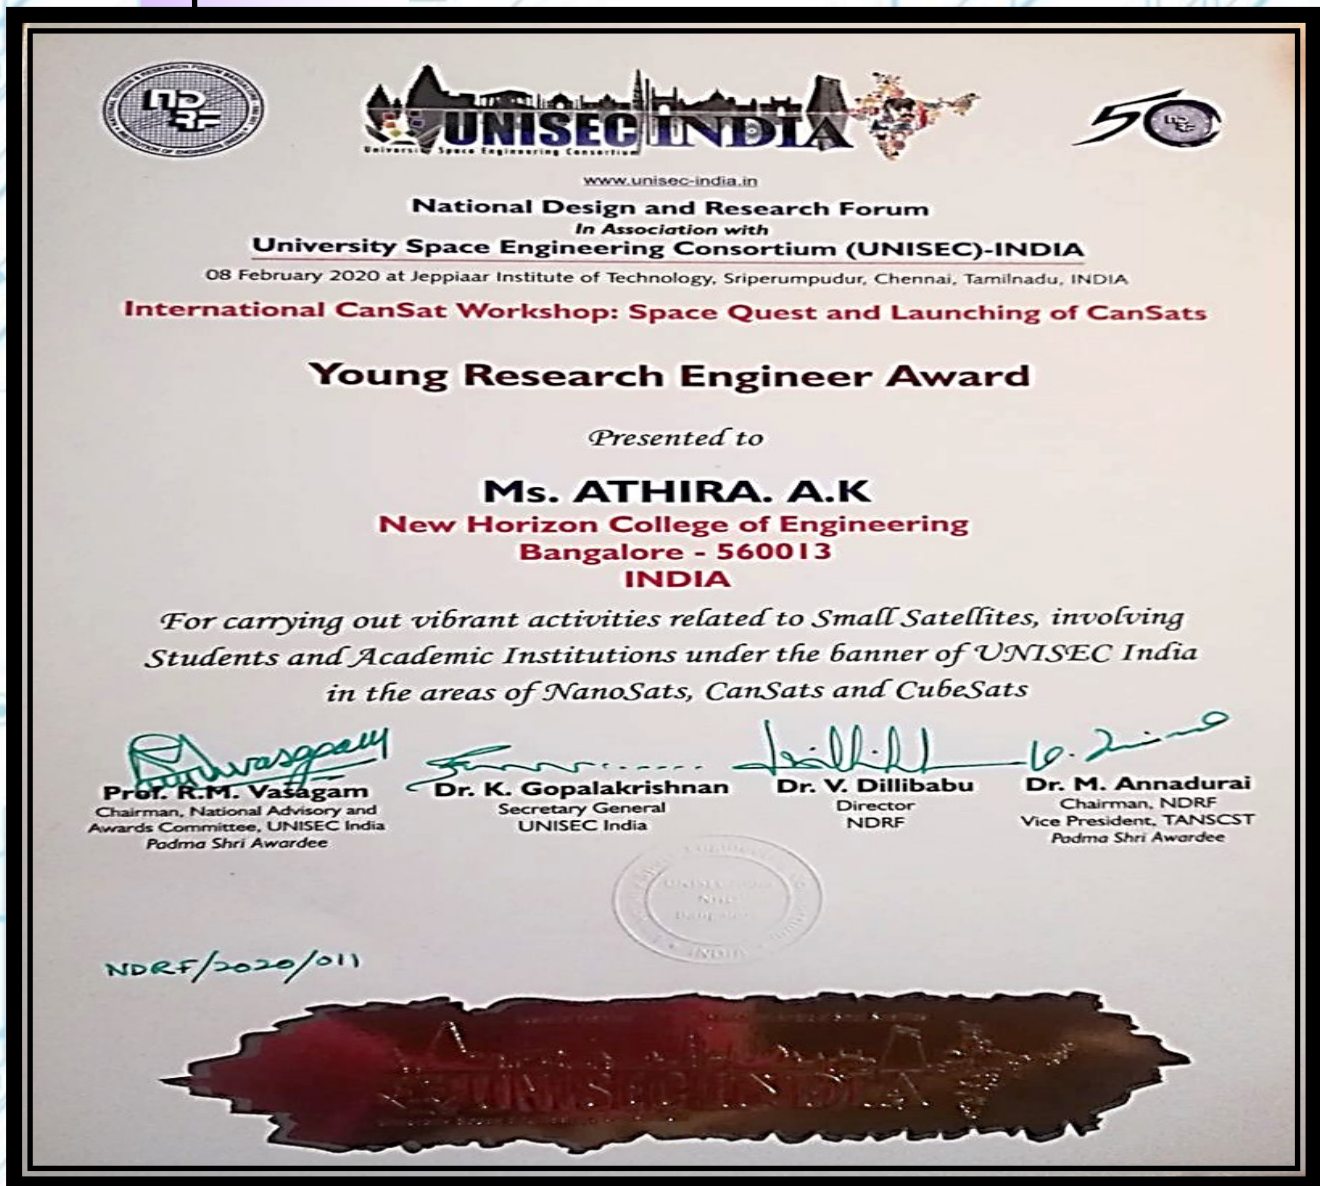 NDRF
UNISEC INDIA
University Space Engineering Consortium
50
www.unisec-india.in
National Design and Research Forum
In Association with
University Space Engineering Consortium (UNISEC)-INDIA
08 February 2020 at Jeppiaar Institute of Technology, Sriperumpudur, Chennai, Tamilnadu, INDIA
International CanSat Workshop: Space Quest and Launching of CanSats
Young Research Engineer Award
Presented to
Ms. ATHIRA. A.K
New Horizon College of Engineering
Bangalore - 560013
INDIA
For carrying out vibrant activities related to Small Satellites, involving
Students and Academic Institutions under the banner of UNISEC India
in the areas of NanoSats, CanSats and CubeSats
Prof. R.M. Vasagam Dr. K. Gopalakrishnan Dr. V. Dillibabu Dr. M. Annadurai
Chairman, National Advisory and Secretary General Director Chairman, NDRF
Awards Committee, UNISEC India UNISEC India NDRF Vice President, TANSCST
Padma Shri Awardee Padma Shri Awardee
INDIA
NDRF/2020/011
UNISEC INDIA